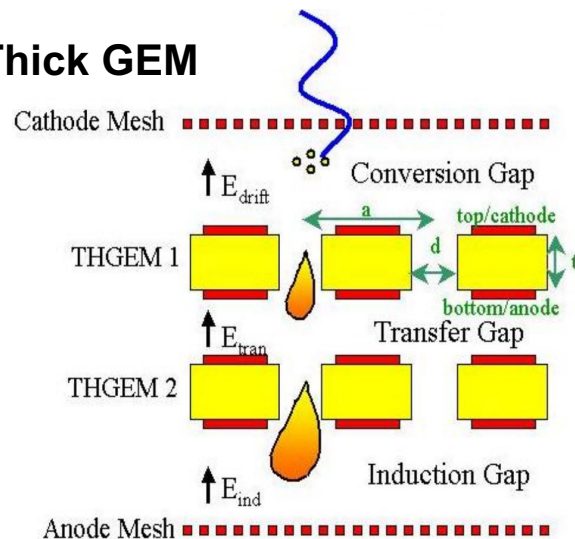 Thick GEM
Cathode Mesh
E drift
Conversion Gap
a
top/cathode
THGEM 1
d
t
bottom/anode
E tran
Transfer Gap
THGEM 2
E ind
Induction Gap
Anode Mesh